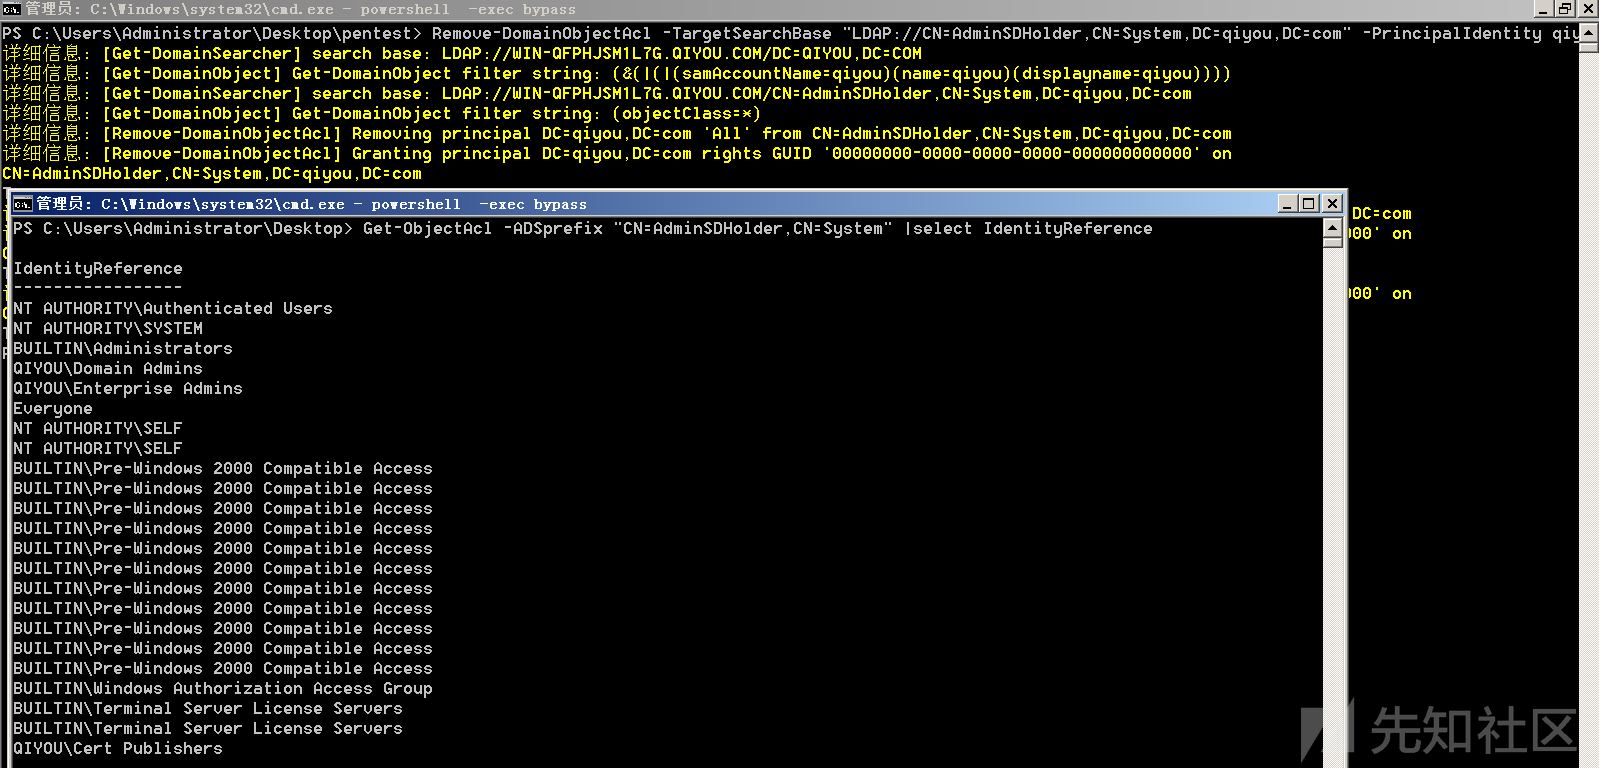 管理员: C:\Windows\system32\cmd.exe - powershell  -exec bypass
PS C:\Users\Administrator\Desktop\pentest> Remove-DomainObjectAcl -TargetSearchBase "LDAP://CN=AdminSDHolder,CN=System,DC=qiyou,DC=com" -PrincipalIdentity qiy
详细信息: [Get-DomainSearcher] search base: LDAP://WIN-QFPHJSM1L7G.QIYOU.COM/DC=QIYOU,DC=COM
详细信息: [Get-DomainObject] Get-DomainObject filter string: (&(|(|(samAccountName=qiyou)(name=qiyou)(displayname=qiyou))))
详细信息: [Get-DomainSearcher] search base: LDAP://WIN-QFPHJSM1L7G.QIYOU.COM/CN=AdminSDHolder,CN=System,DC=qiyou,DC=com
详细信息: [Get-DomainObject] Get-DomainObject filter string: (objectClass=*)
详细信息: [Remove-DomainObjectAcl] Removing principal DC=qiyou,DC=com 'All' from CN=AdminSDHolder,CN=System,DC=qiyou,DC=com
详细信息: [Remove-DomainObjectAcl] Granting principal DC=qiyou,DC=com rights GUID '00000000-0000-0000-0000-000000000000' on
CN=AdminSDHolder,CN=System,DC=qiyou,DC=com
DC=com
00' on
00' on
管理员: C:\Windows\system32\cmd.exe - powershell  -exec bypass
PS C:\Users\Administrator\Desktop> Get-ObjectAcl -ADSprefix "CN=AdminSDHolder,CN=System" |select IdentityReference
IdentityReference
-----------------
NT AUTHORITY\Authenticated Users
NT AUTHORITY\SYSTEM
BUILTIN\Administrators
QIYOU\Domain Admins
QIYOU\Enterprise Admins
Everyone
NT AUTHORITY\SELF
NT AUTHORITY\SELF
BUILTIN\Pre-Windows 2000 Compatible Access
BUILTIN\Pre-Windows 2000 Compatible Access
BUILTIN\Pre-Windows 2000 Compatible Access
BUILTIN\Pre-Windows 2000 Compatible Access
BUILTIN\Pre-Windows 2000 Compatible Access
BUILTIN\Pre-Windows 2000 Compatible Access
BUILTIN\Pre-Windows 2000 Compatible Access
BUILTIN\Pre-Windows 2000 Compatible Access
BUILTIN\Pre-Windows 2000 Compatible Access
BUILTIN\Pre-Windows 2000 Compatible Access
BUILTIN\Pre-Windows 2000 Compatible Access
BUILTIN\Windows Authorization Access Group
BUILTIN\Terminal Server License Servers
BUILTIN\Terminal Server License Servers
QIYOU\Cert Publishers
先知社区